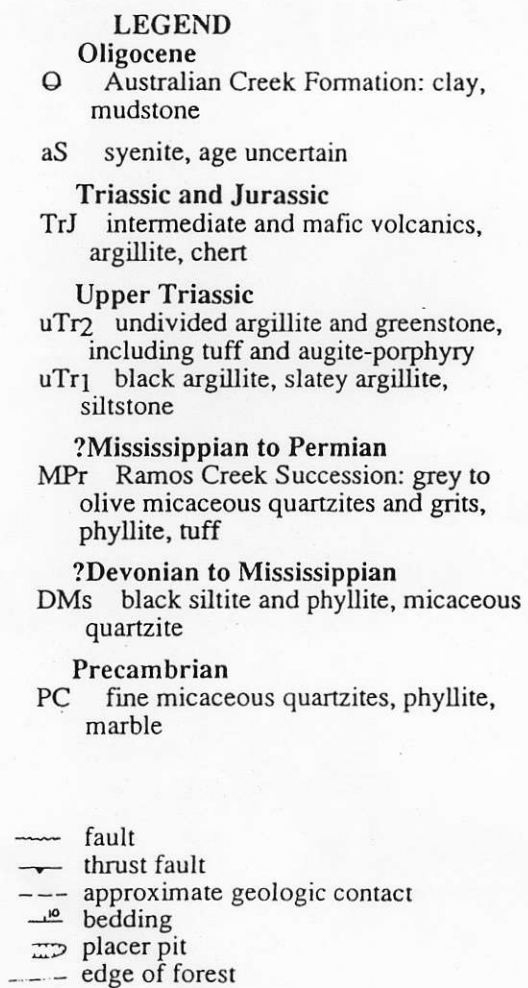 LEGEND
Oligocene
O Australian Creek Formation: clay,
mudstone
aS syenite, age uncertain
Triassic and Jurassic
TrJ intermediate and mafic volcanics,
argillite, chert
Upper Triassic
uTr2 undivided argillite and greenstone,
including tuff and augite-porphyry
uTr1 black argillite, slatey argillite,
siltstone
?Mississippian to Permian
MPr Ramos Creek Succession: grey to
olive micaceous quartzites and grits,
phyllite, tuff
?Devonian to Mississippian
DMs black siltite and phyllite, micaceous
quartzite
Precambrian
PC fine micaceous quartzites, phyllite,
marble
fault
thrust fault
approximate geologic contact
10 bedding
placer pit
edge of forest